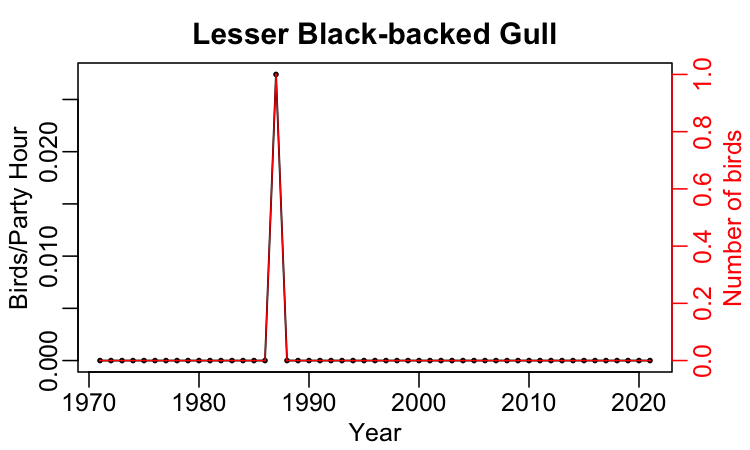 Lesser Black-backed Gull
Birds/Party Hour
0.000 0.010 0.020
0.0 0.2 0.4 0.6 0.8 1.0
Number of birds
1970 1980 1990 2000 2010 2020
Year